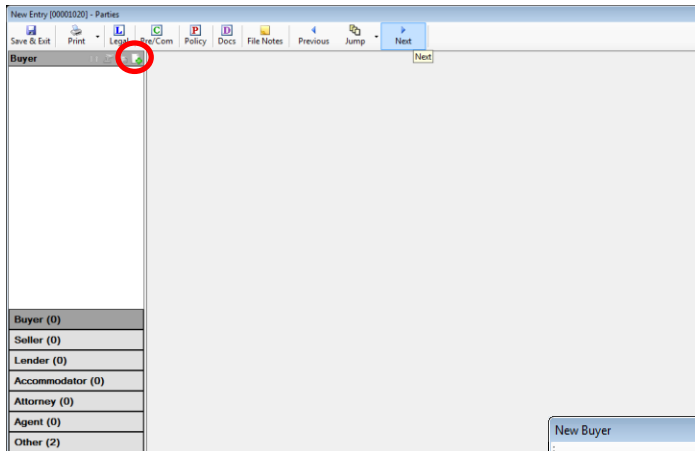 New Entry [00001020] - Parties
L C P D
Save & Exit Print Legal Pre/Com Policy Docs File Notes Previous Jump Next
Buyer
Next
Buyer (0)
Seller (0)
Lender (0)
Accommodator (0)
Attorney (0)
Agent (0)
Other (2)
New Buyer